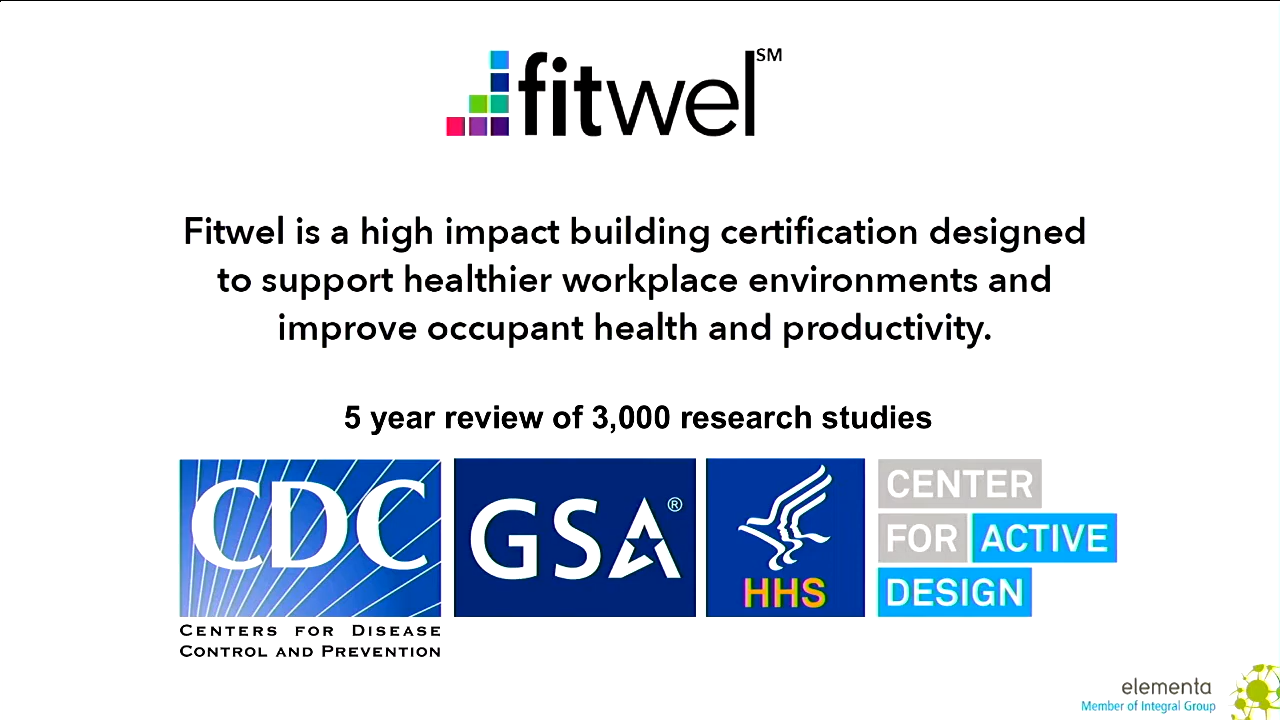 fitwel SM
Fitwel is a high impact building certification designed
to support healthier workplace environments and
improve occupant health and productivity.
5 year review of 3,000 research studies
CDC
CENTERS FOR DISEASE
CONTROL AND PREVENTION
GSA®
HHS
CENTER
FOR ACTIVE
DESIGN
elementa
Member of Integral Group